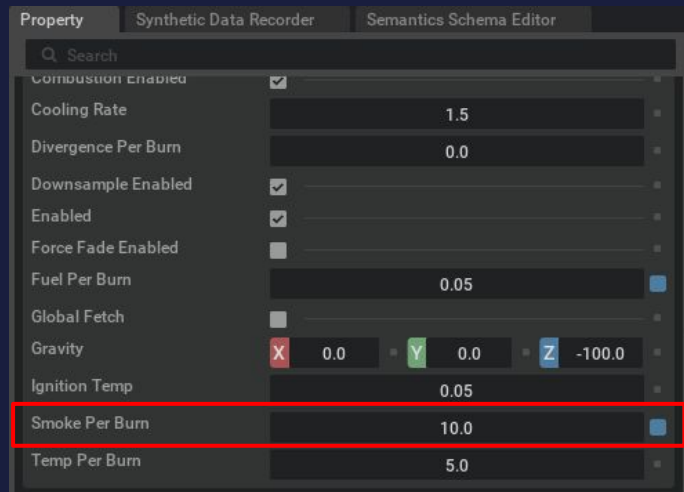 Property Synthetic Data Recorder Semantics Schema Editor
Search
Combustion Enabled
Cooling Rate 1.5
Divergence Per Burn 0.0
Downsample Enabled
Enabled
Force Fade Enabled
Fuel Per Burn 0.05
Global Fetch
Gravity X 0.0 Y 0.0 Z -100.0
Ignition Temp 0.05
Smoke Per Burn 10.0
Temp Per Burn 5.0